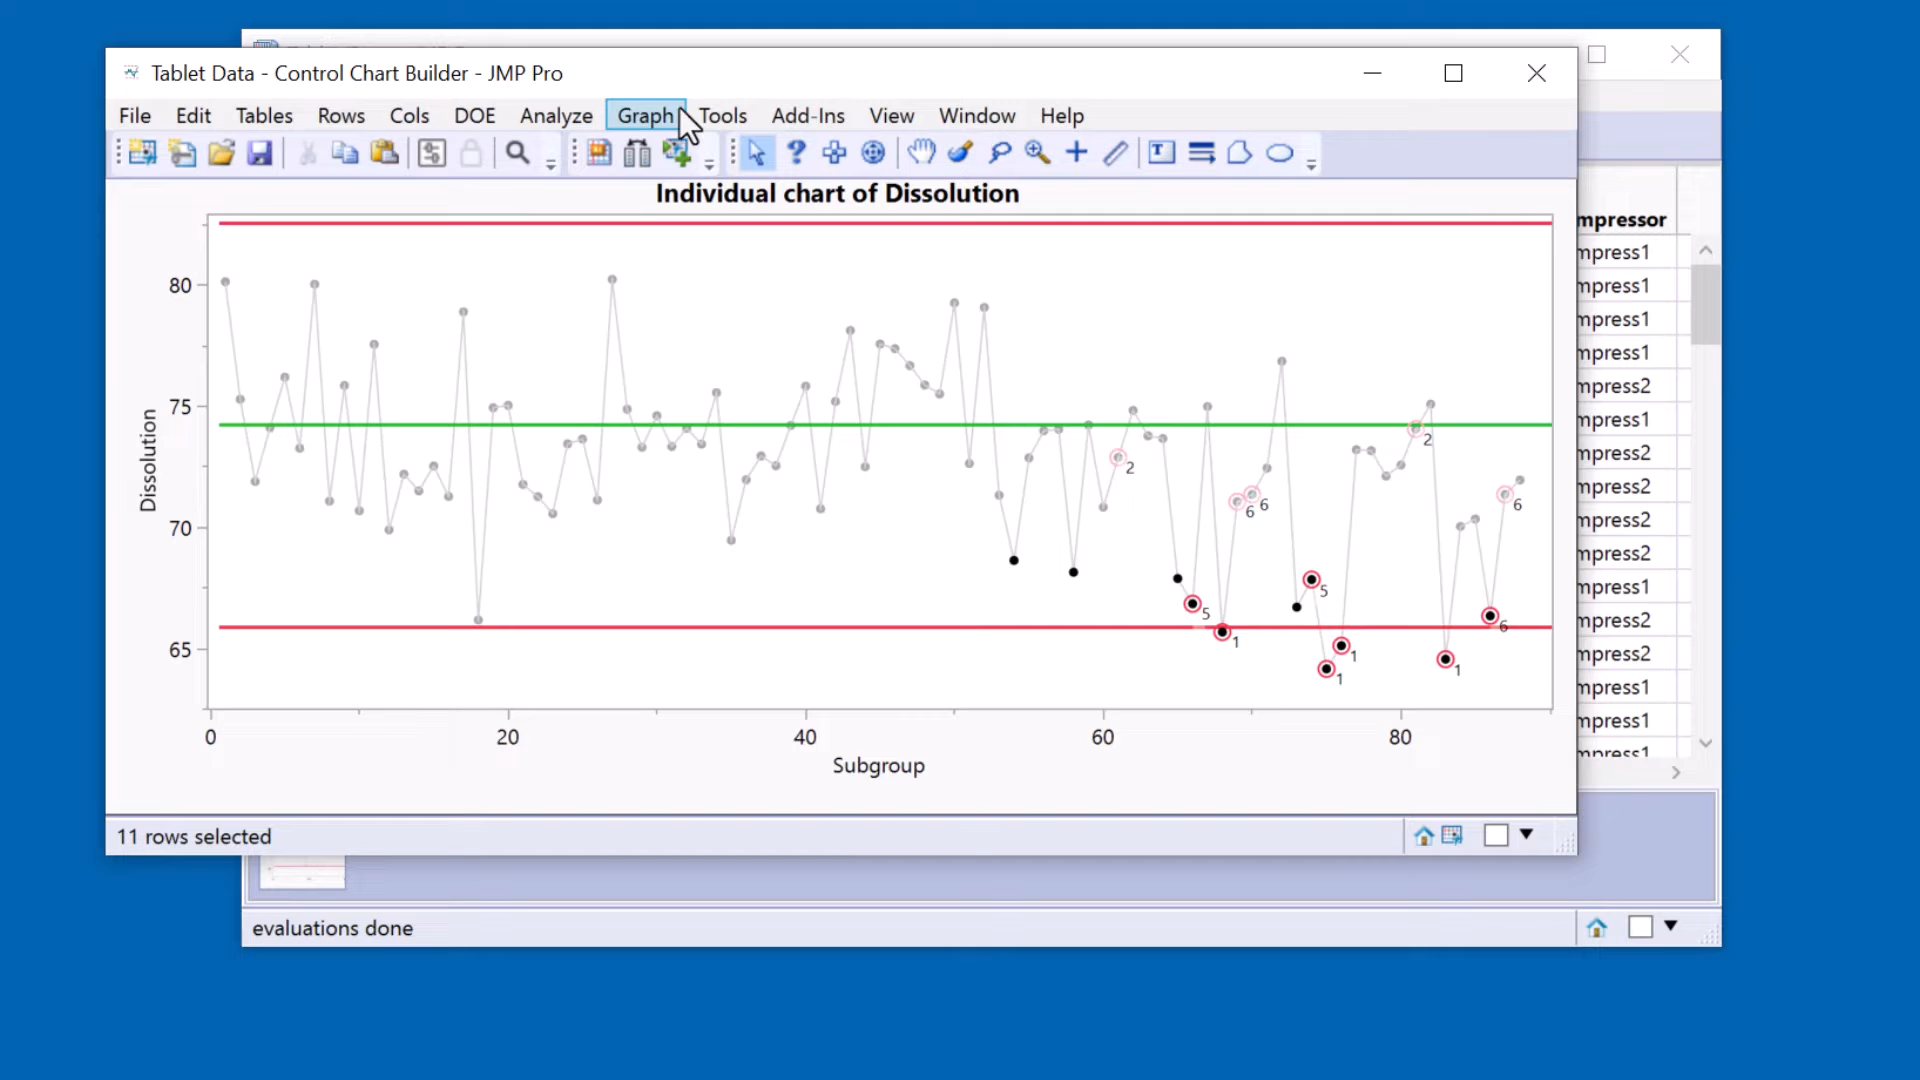 Tablet Data - Control Chart Builder - JMP Pro
File Edit Tables Rows Cols DOE Analyze Graph Tools Add-Ins View Window Help
Individual chart of Dissolution
80
75
70
65
Dissolution
2
2
6
6
6
5
5
1
6
1
1
1
0
20
40
60
80
Subgroup
11 rows selected
mpressor
mpress1
mpress1
mpress1
mpress1
mpress2
mpress1
mpress2
mpress2
mpress2
mpress2
mpress1
mpress2
mpress2
mpress1
mpress1
mpress1
evaluations done